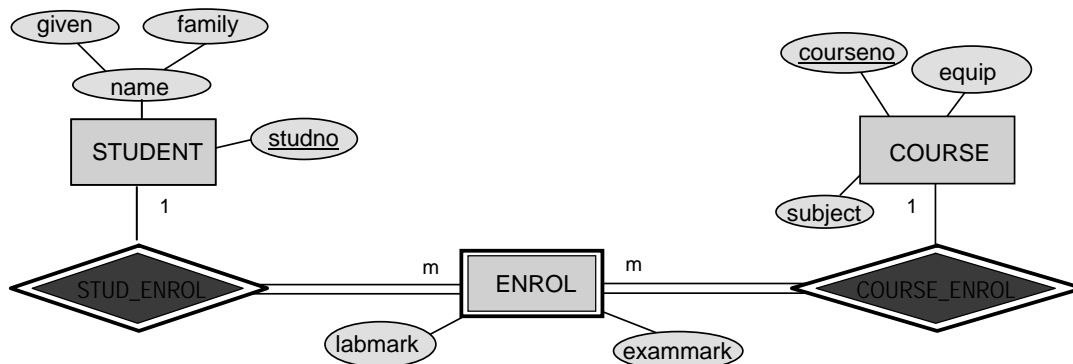 given
family
name
STUDENT
studno
courseno
equip
COURSE
subject
1
1
STUD_ENROL
m
ENROL
m
COURSE_ENROL
labmark
exammark